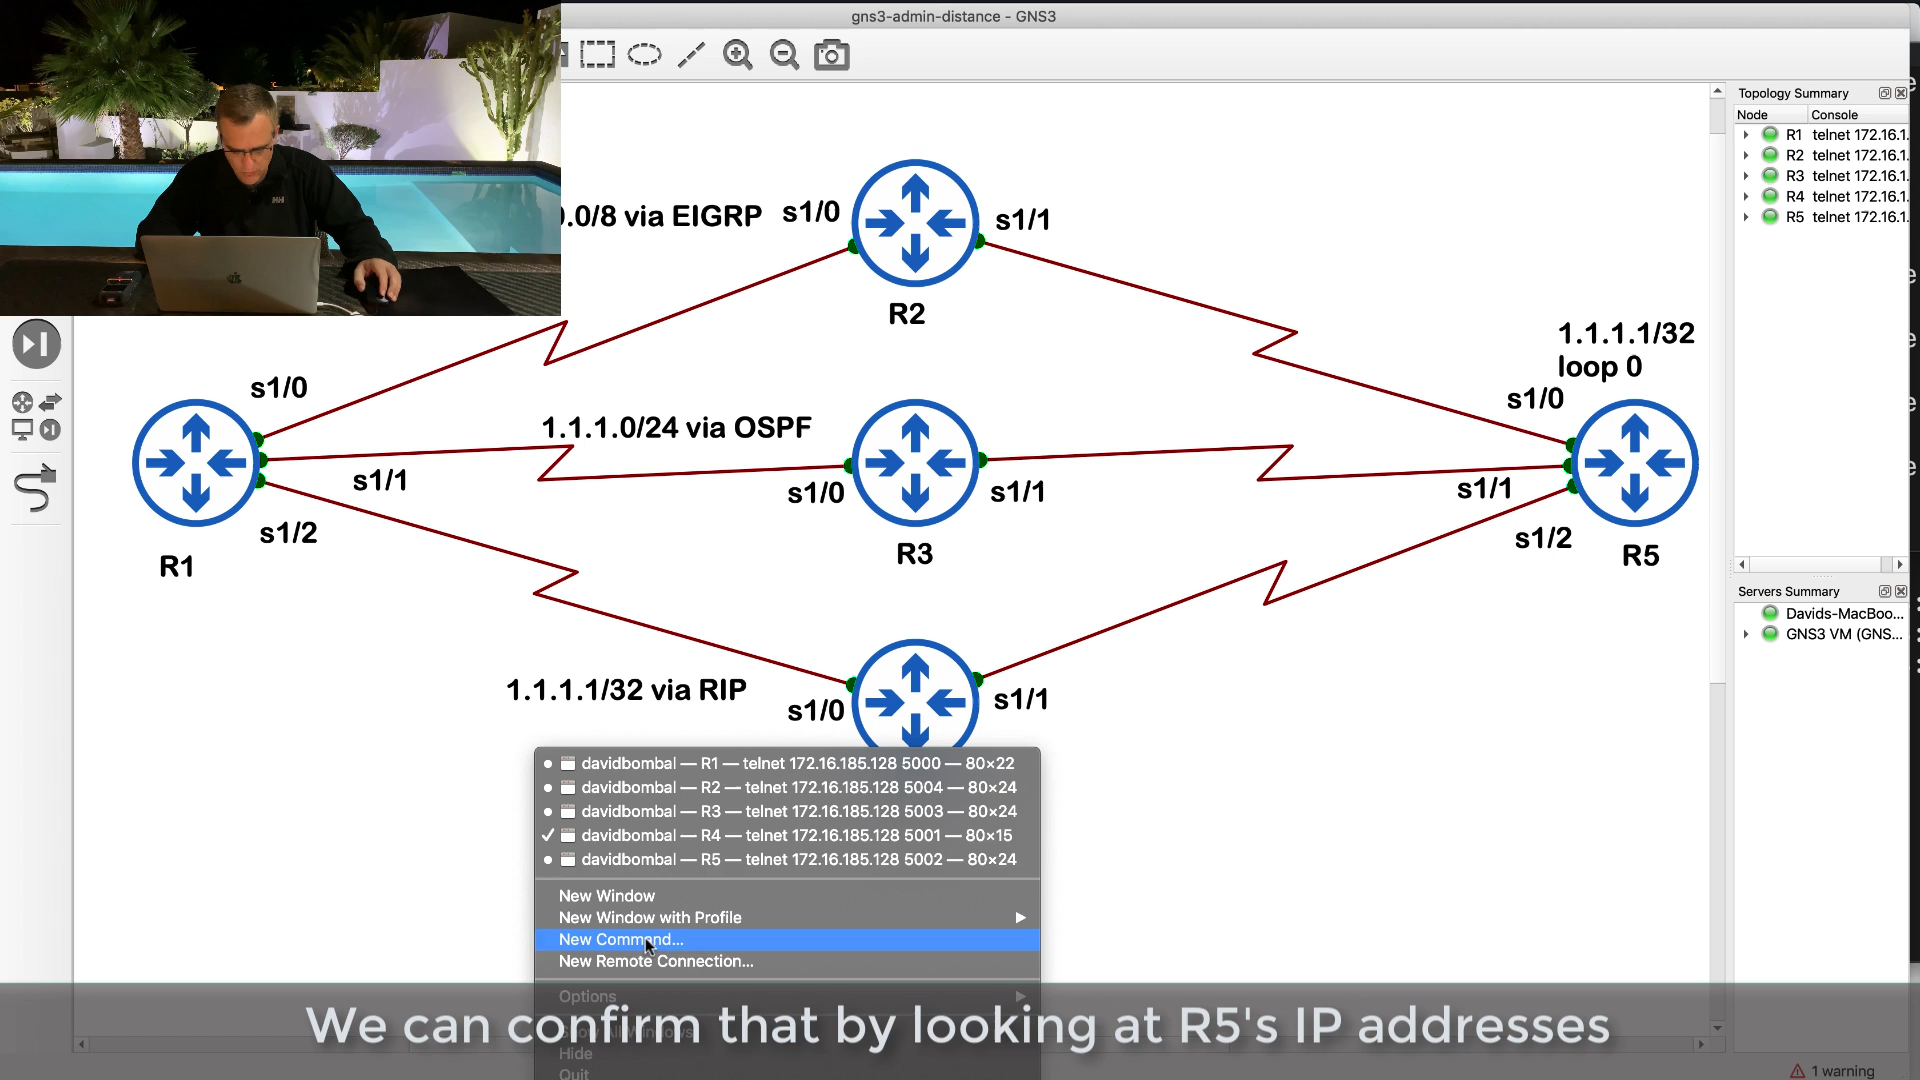 gns3-admin-distance - GNS3
Topology Summary
Node Console
R1 telnet 172.16.1.
R2 telnet 172.16.1.
R3 telnet 172.16.1.
R4 telnet 172.16.1.
R5 telnet 172.16.1.
.0/8 via EIGRP
s1/0
s1/1
R2
1.1.1.1/32
loop 0
s1/0
s1/0
1.1.1.0/24 via OSPF
s1/1
s1/0
s1/1
s1/1
s1/2
s1/2
R1
R3
R5
Servers Summary
Davids-MacBoo...
GNS3 VM (GNS...
1.1.1.1/32 via RIP
s1/0
s1/1
davidbombal — R1 — telnet 172.16.185.128 5000 — 80×22
davidbombal — R2 — telnet 172.16.185.128 5004 — 80×24
davidbombal — R3 — telnet 172.16.185.128 5003 — 80×24
davidbombal — R4 — telnet 172.16.185.128 5001 — 80×15
davidbombal — R5 — telnet 172.16.185.128 5002 — 80×24
New Window
New Window with Profile
New Command...
New Remote Connection...
Options
We can confirm that by looking at R5's IP addresses
Hide
Quit
1 warning